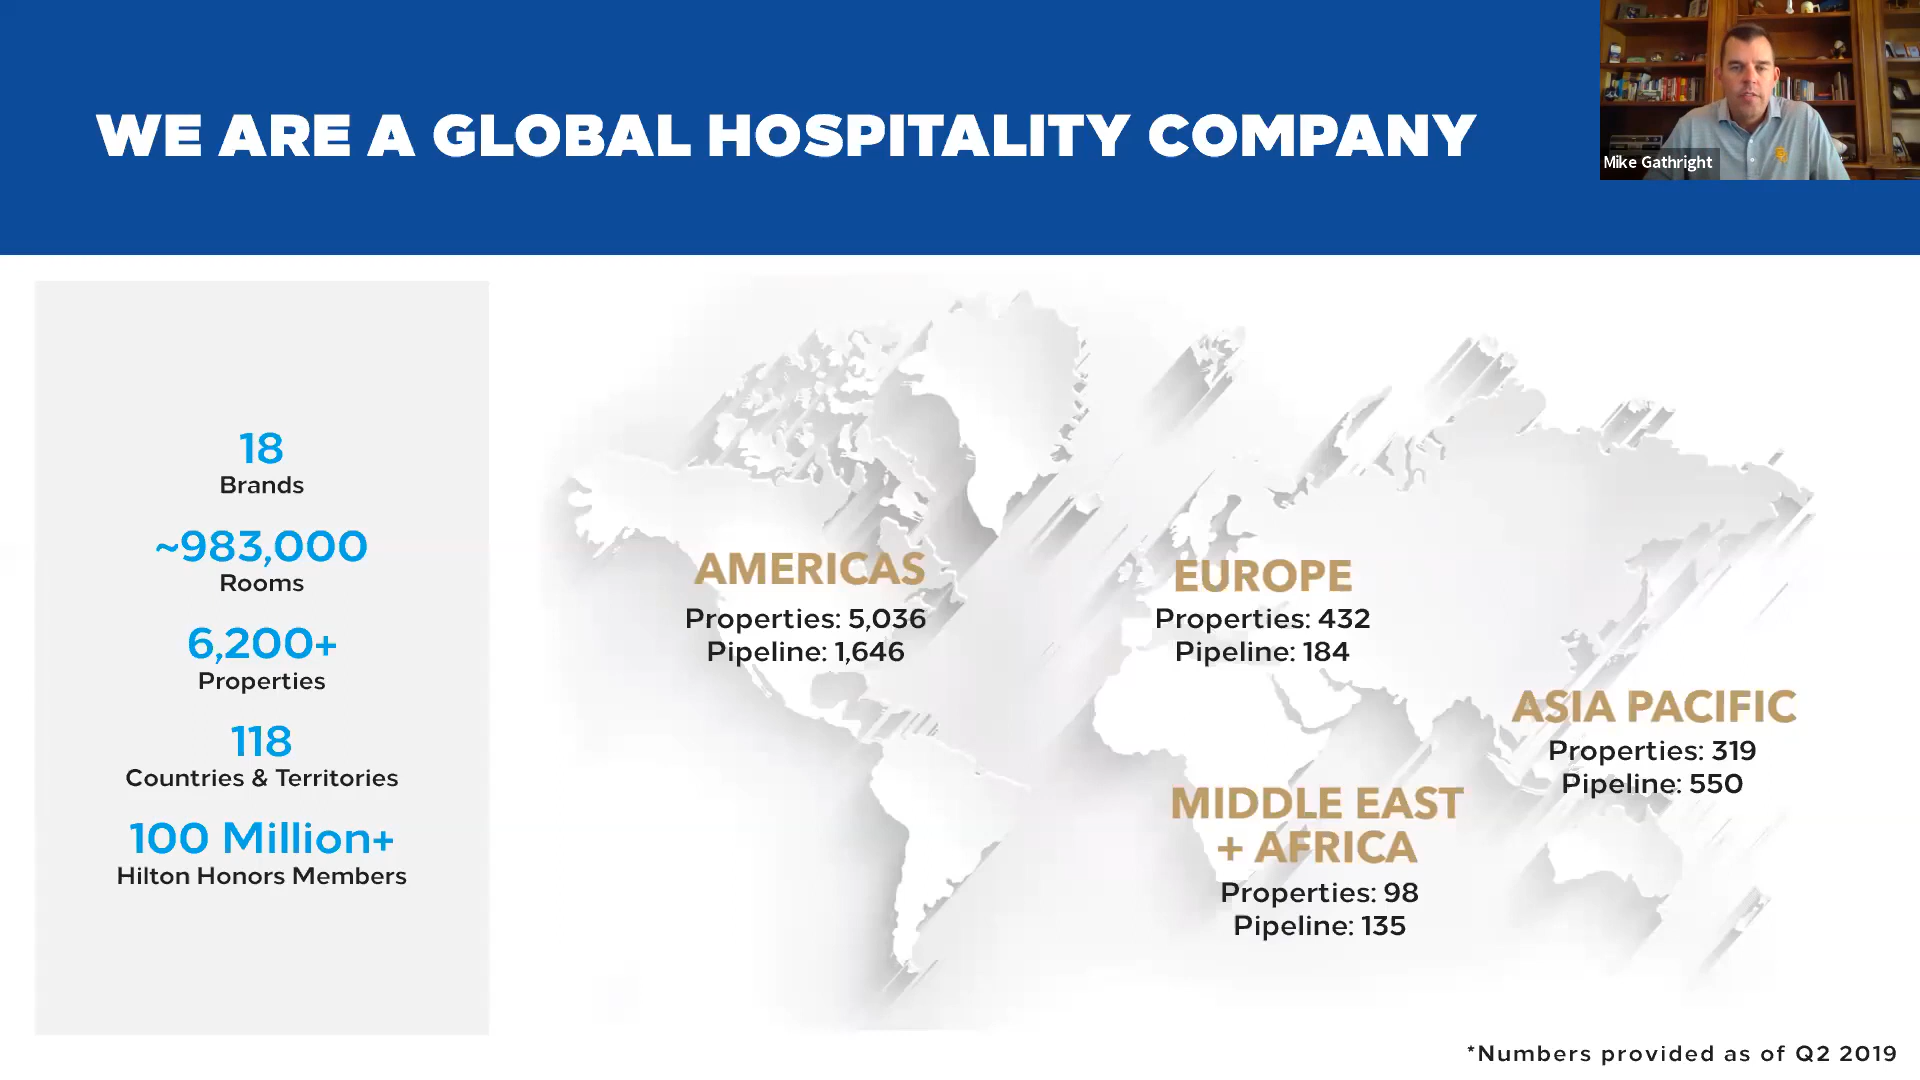 WE ARE A GLOBAL HOSPITALITY COMPANY
Mike Gathright
18
Brands
~983,000
Rooms
6,200+
Properties
118
Countries & Territories
100 Million+
Hilton Honors Members
AMERICAS
Properties: 5,036
Pipeline: 1,646
EUROPE
Properties: 432
Pipeline: 184
ASIA PACIFIC
Properties: 319
Pipeline: 550
MIDDLE EAST
+ AFRICA
Properties: 98
Pipeline: 135
*Numbers provided as of Q2 2019